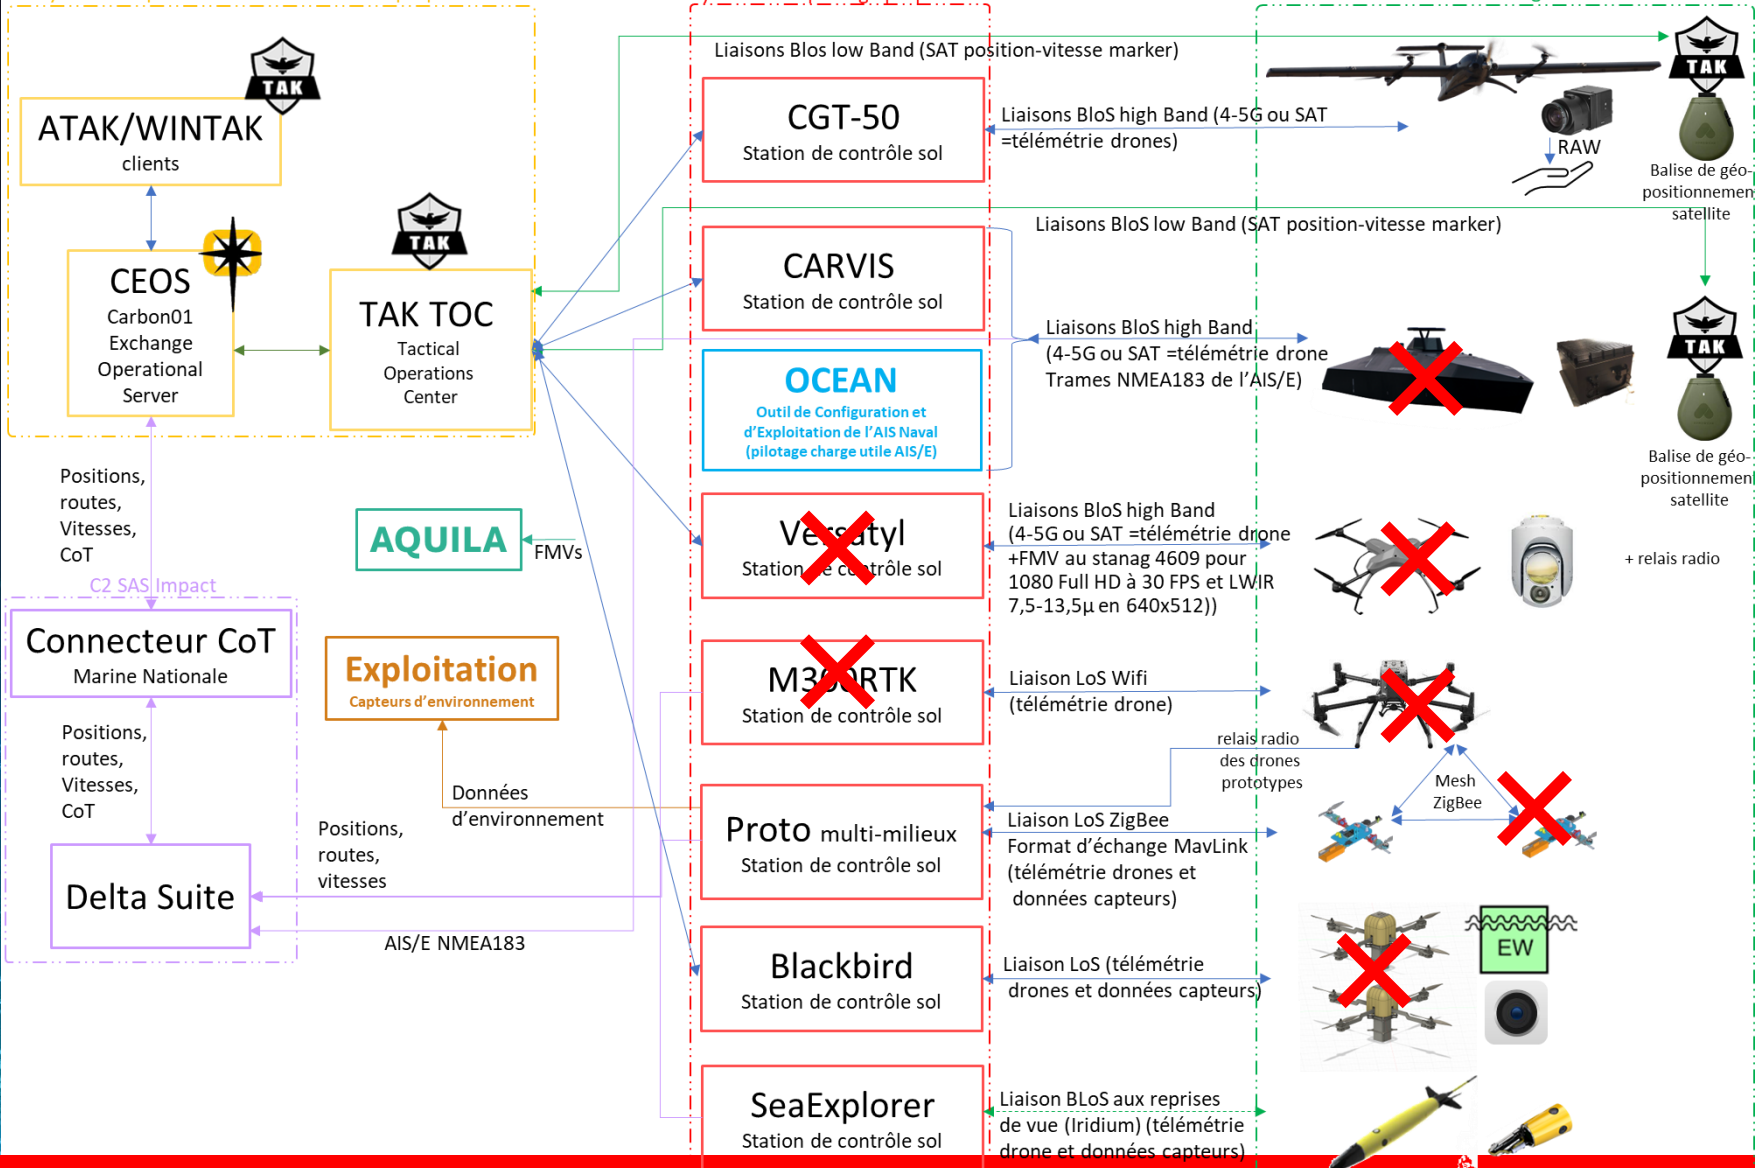 Liaisons Blos low Band (SAT position-vitesse marker)
TAK
TAK
ATAK/WINTAK
clients
CGT-50
Station de contrôle sol
Liaisons BloS high Band (4-5G ou SAT
=télémétrie drones)
RAW
Balise de géo-
positionnemen
satellite
TAK
CEOS
Carbon01
Exchange
Operational
Server
TAK TOC
Tactical
Operations
Center
Liaisons BloS low Band (SAT position-vitesse marker)
CARVIS
Station de contrôle sol
OCEAN
Outil de Configuration et
d'Exploitation de l'AIS Naval
(pilotage charge utile AIS/E)
Liaisons BloS high Band
(4-5G ou SAT =télémétrie drone
Trames NMEA183 de l'AIS/E)
TAK
Balise de géo-
positionnemen
satellite
Positions,
routes,
Vitesses,
CoT
AQUILA
FMVs
Versatyl
Station de contrôle sol
Liaisons BloS high Band
(4-5G ou SAT =télémétrie drone
+FMV au stanag 4609 pour
1080 Full HD à 30 FPS et LWIR
7,5-13,5µ en 640x512))
+ relais radio
C2 SAS Impact
Connecteur CoT
Marine Nationale
Exploitation
Capteurs d'environnement
M300RTK
Station de contrôle sol
Liaison LoS Wifi
(télémétrie drone)
relais radio
des drones
prototypes
Mesh
ZigBee
Positions,
routes,
Vitesses,
CoT
Données
d'environnement
Positions,
routes,
vitesses
Proto multi-milieux
Station de contrôle sol
Liaison LoS ZigBee
Format d'échange MavLink
(télémétrie drones et
données capteurs)
Delta Suite
AIS/E NMEA183
Blackbird
Station de contrôle sol
Liaison LoS (télémétrie
drones et données capteurs)
EW
SeaExplorer
Station de contrôle sol
Liaison BLoS aux reprises
de vue (Iridium) (télémétrie
drone et données capteurs)